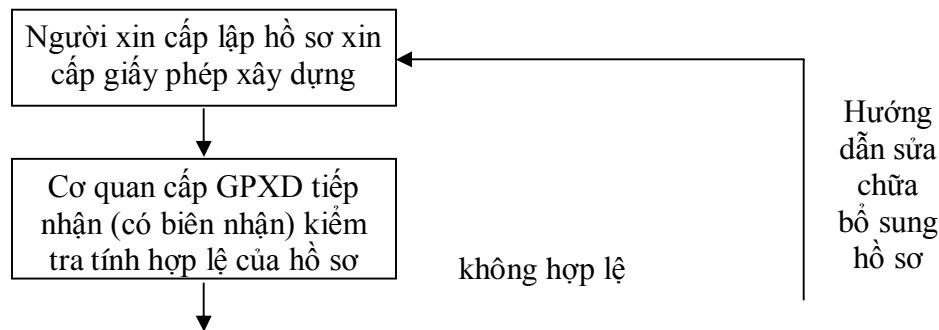 Người xin cấp lập hồ sơ xin
cấp giấy phép xây dựng
Cơ quan cấp GPXD tiếp
nhận (có biên nhận) kiểm
tra tính hợp lệ của hồ sơ
không hợp lệ
Hướng
dẫn sửa
chữa
bổ sung
hồ sơ